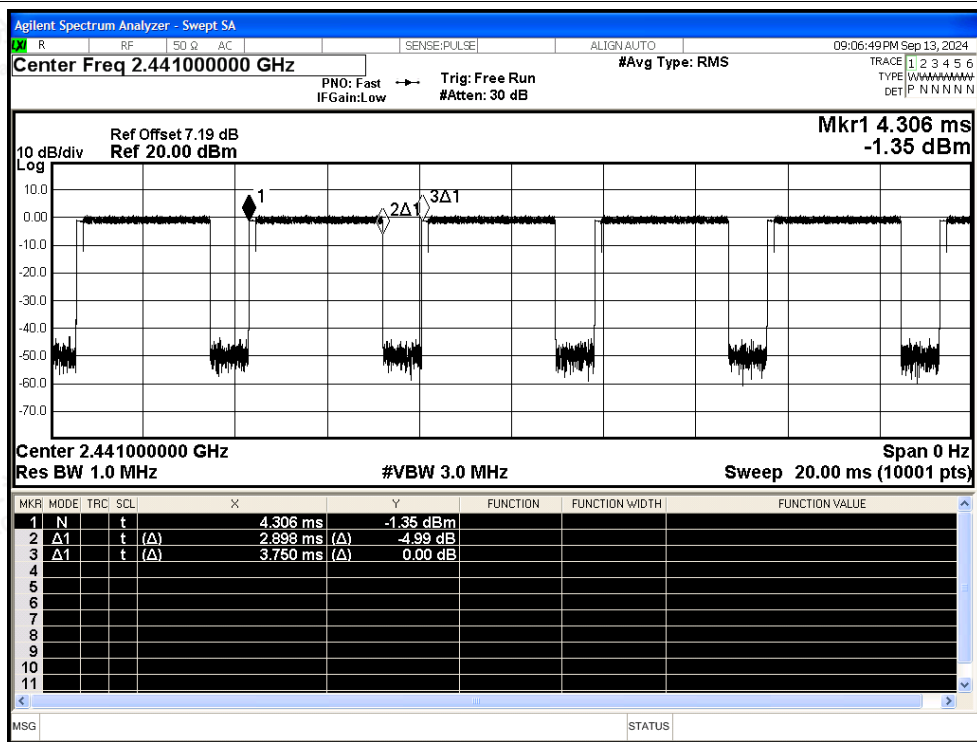 Agilent Spectrum Analyzer - Swept SA
LXI R RF 50 Ω AC SENSE:PULSE ALIGN AUTO 09:06:49 PM Sep 13, 2024
Center Freq 2.441000000 GHz #Avg Type: RMS TRACE 1 2 3 4 5 6
PNO: Fast Trig: Free Run TYPE
IFGain:Low #Atten: 30 dB DET P N N N N N
Mkr1 4.306 ms
Ref Offset 7.19 dB
10 dB/div Ref 20.00 dBm -1.35 dBm
Log
10.0
1 2Δ1 3Δ1
0.00
-10.0
-20.0
-30.0
-40.0
-50.0
-60.0
-70.0
Center 2.441000000 GHz Span 0 Hz
Res BW 1.0 MHz #VBW 3.0 MHz Sweep 20.00 ms (10001 pts)
MKR MODE TRC SCL X Y FUNCTION FUNCTION WIDTH FUNCTION VALUE
1 N t 4.306 ms -1.35 dBm
2 Δ1 t (Δ) 2.898 ms (Δ) -4.99 dB
3 Δ1 t (Δ) 3.750 ms (Δ) 0.00 dB
4
5
6
7
8
9
10
11
MSG STATUS